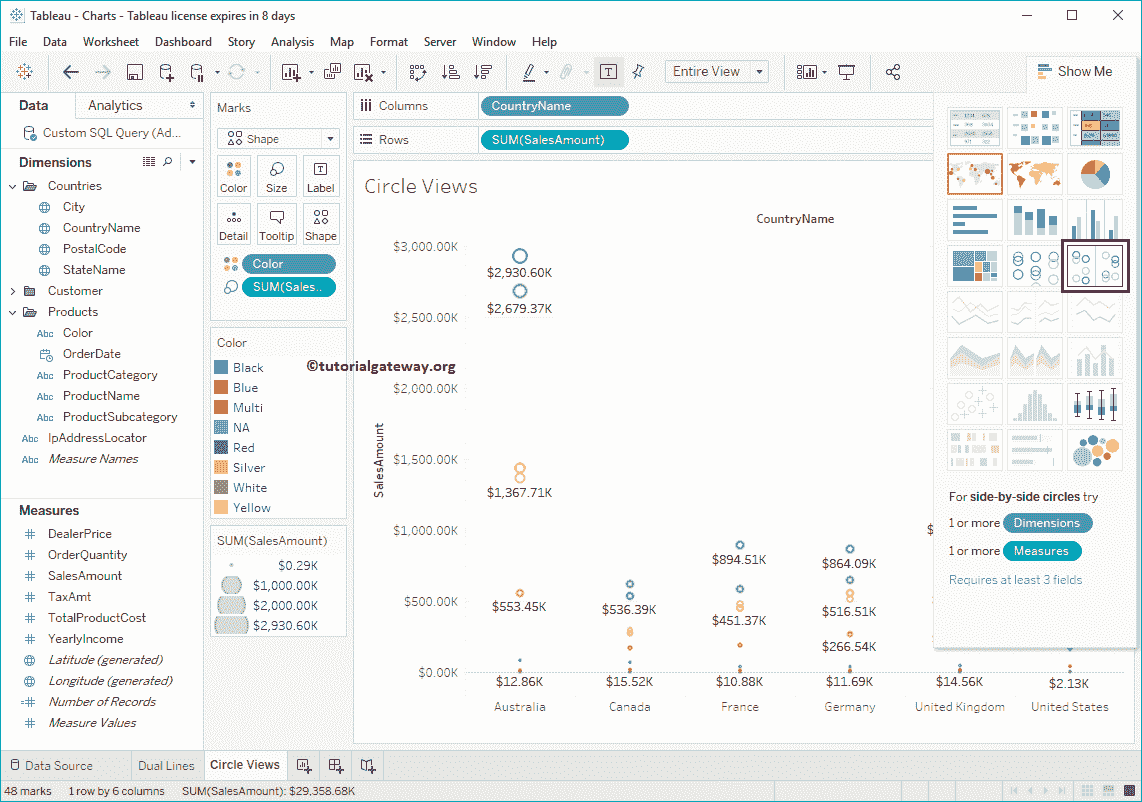 Tableau - Charts - Tableau license expires in 8 days
File Data Worksheet Dashboard Story Analysis Map Format Server Window Help
Entire View
Show Me
Data Analytics
Custom SQL Query (Ad...
Dimensions
Countries
City
CountryName
PostalCode
StateName
Customer
Products
Abc Color
OrderDate
Abc ProductCategory
Abc ProductName
Abc ProductSubcategory
Abc IpAddressLocator
Abc Measure Names
Measures
DealerPrice
OrderQuantity
SalesAmount
TaxAmt
TotalProductCost
YearlyIncome
Latitude (generated)
Longitude (generated)
Number of Records
Measure Values
Marks
Shape
Color Size Label
Detail Tooltip Shape
Color
SUM(Sales..
Color
Black
Blue
Multi
NA
Red
Silver
White
Yellow
SUM(SalesAmount)
$0.29K
$1,000.00K
$2,000.00K
$2,930.60K
Columns CountryName
Rows SUM(SalesAmount)
Circle Views
CountryName
©tutorialgateway.org
SalesAmount
$3,000.00K
$2,500.00K
$2,000.00K
$1,500.00K
$1,000.00K
$500.00K
$0.00K
$2,930.60K
$2,679.37K
$1,367.71K
$553.45K
$12.86K
$536.39K
$15.52K
$894.51K
$451.37K
$10.88K
$864.09K
$516.51K
$266.54K
$11.69K
$14.56K
$2.13K
Australia Canada France Germany United Kingdom United States
For side-by-side circles try
1 or more Dimensions
1 or more Measures
Requires at least 3 fields
Data Source Dual Lines Circle Views
48 marks 1 row by 6 columns SUM(SalesAmount): $29,358.68K